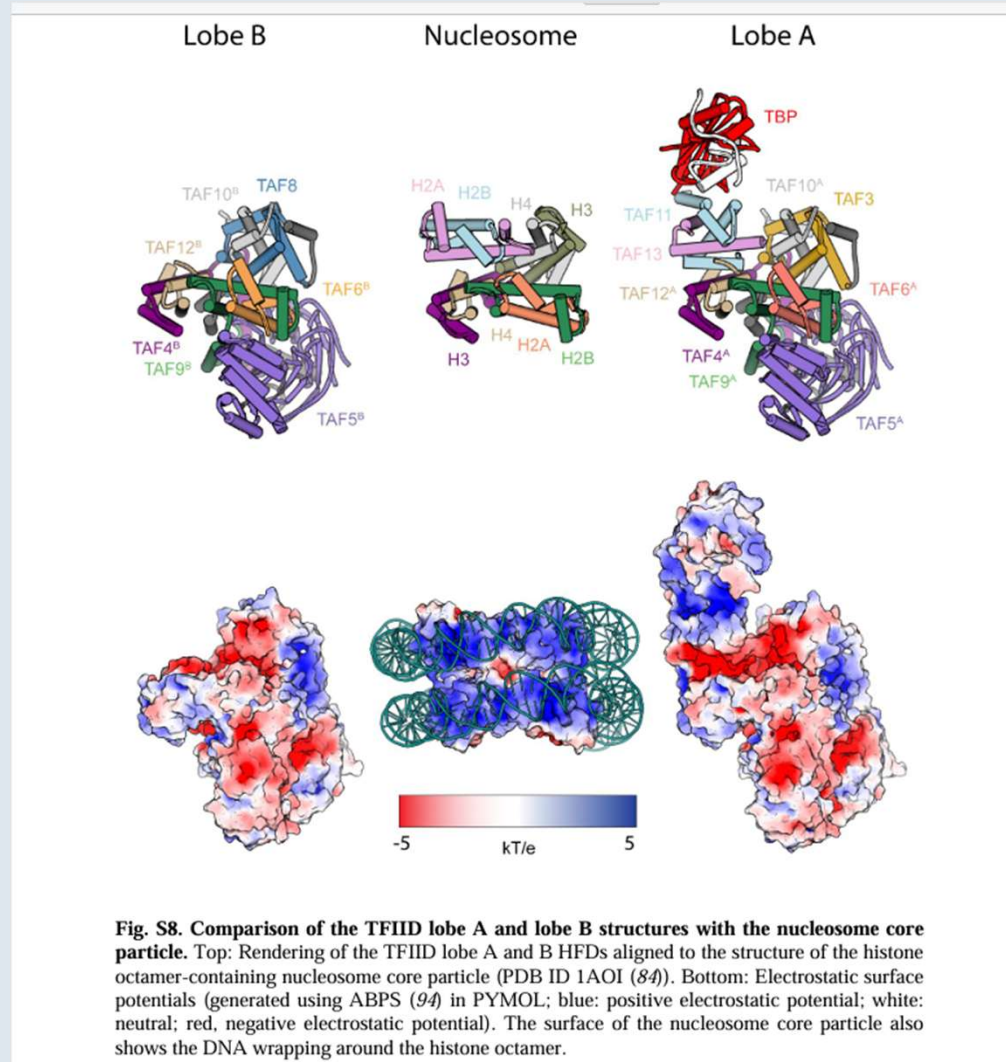 Lobe B
Nucleosome
Lobe A
TBP
TAF10ᴮ
TAF8
TAF12ᴮ
TAF6ᴮ
TAF4ᴮ
TAF9ᴮ
TAF5ᴮ
H2A
H2B
H4
H3
H3
H4
H2A
H2B
TAF10ᴬ
TAF3
TAF11
TAF13
TAF12ᴬ
TAF6ᴬ
TAF4ᴬ
TAF9ᴬ
TAF5ᴬ
-5
kT/e
5
Fig. S8. Comparison of the TFIID lobe A and lobe B structures with the nucleosome core
particle. Top: Rendering of the TFIID lobe A and B HFDs aligned to the structure of the histone
octamer-containing nucleosome core particle (PDB ID 1AOI (84)). Bottom: Electrostatic surface
potentials (generated using ABPS (94) in PYMOL; blue: positive electrostatic potential; white:
neutral; red, negative electrostatic potential). The surface of the nucleosome core particle also
shows the DNA wrapping around the histone octamer.